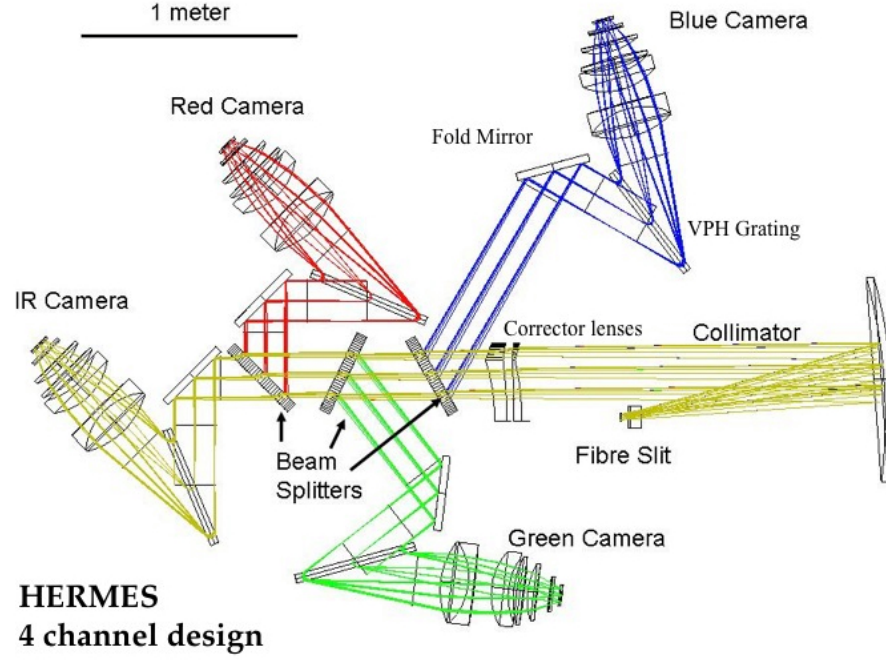 1 meter
Blue Camera
Red Camera
Fold Mirror
VPH Grating
IR Camera
Corrector lenses
Collimator
Beam
Splitters
Fibre Slit
Green Camera
HERMES
4 channel design